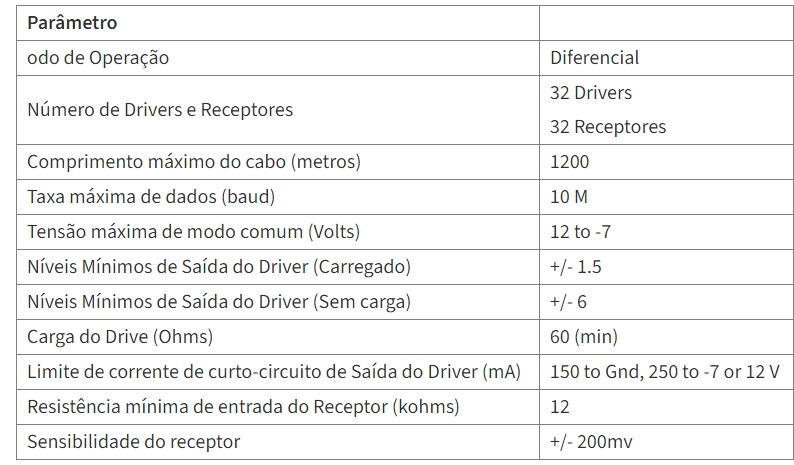 Parâmetro
odo de Operação
Diferencial
Número de Drivers e Receptores
32 Drivers
32 Receptores
Comprimento máximo do cabo (metros)
1200
Taxa máxima de dados (baud)
10 M
Tensão máxima de modo comum (Volts)
12 to -7
Níveis Mínimos de Saída do Driver (Carregado)
+/- 1.5
Níveis Mínimos de Saída do Driver (Sem carga)
+/- 6
Carga do Drive (Ohms)
60 (min)
Limite de corrente de curto-circuito de Saída do Driver (mA)
150 to Gnd, 250 to -7 or 12 V
Resistência mínima de entrada do Receptor (kohms)
12
Sensibilidade do receptor
+/- 200mv